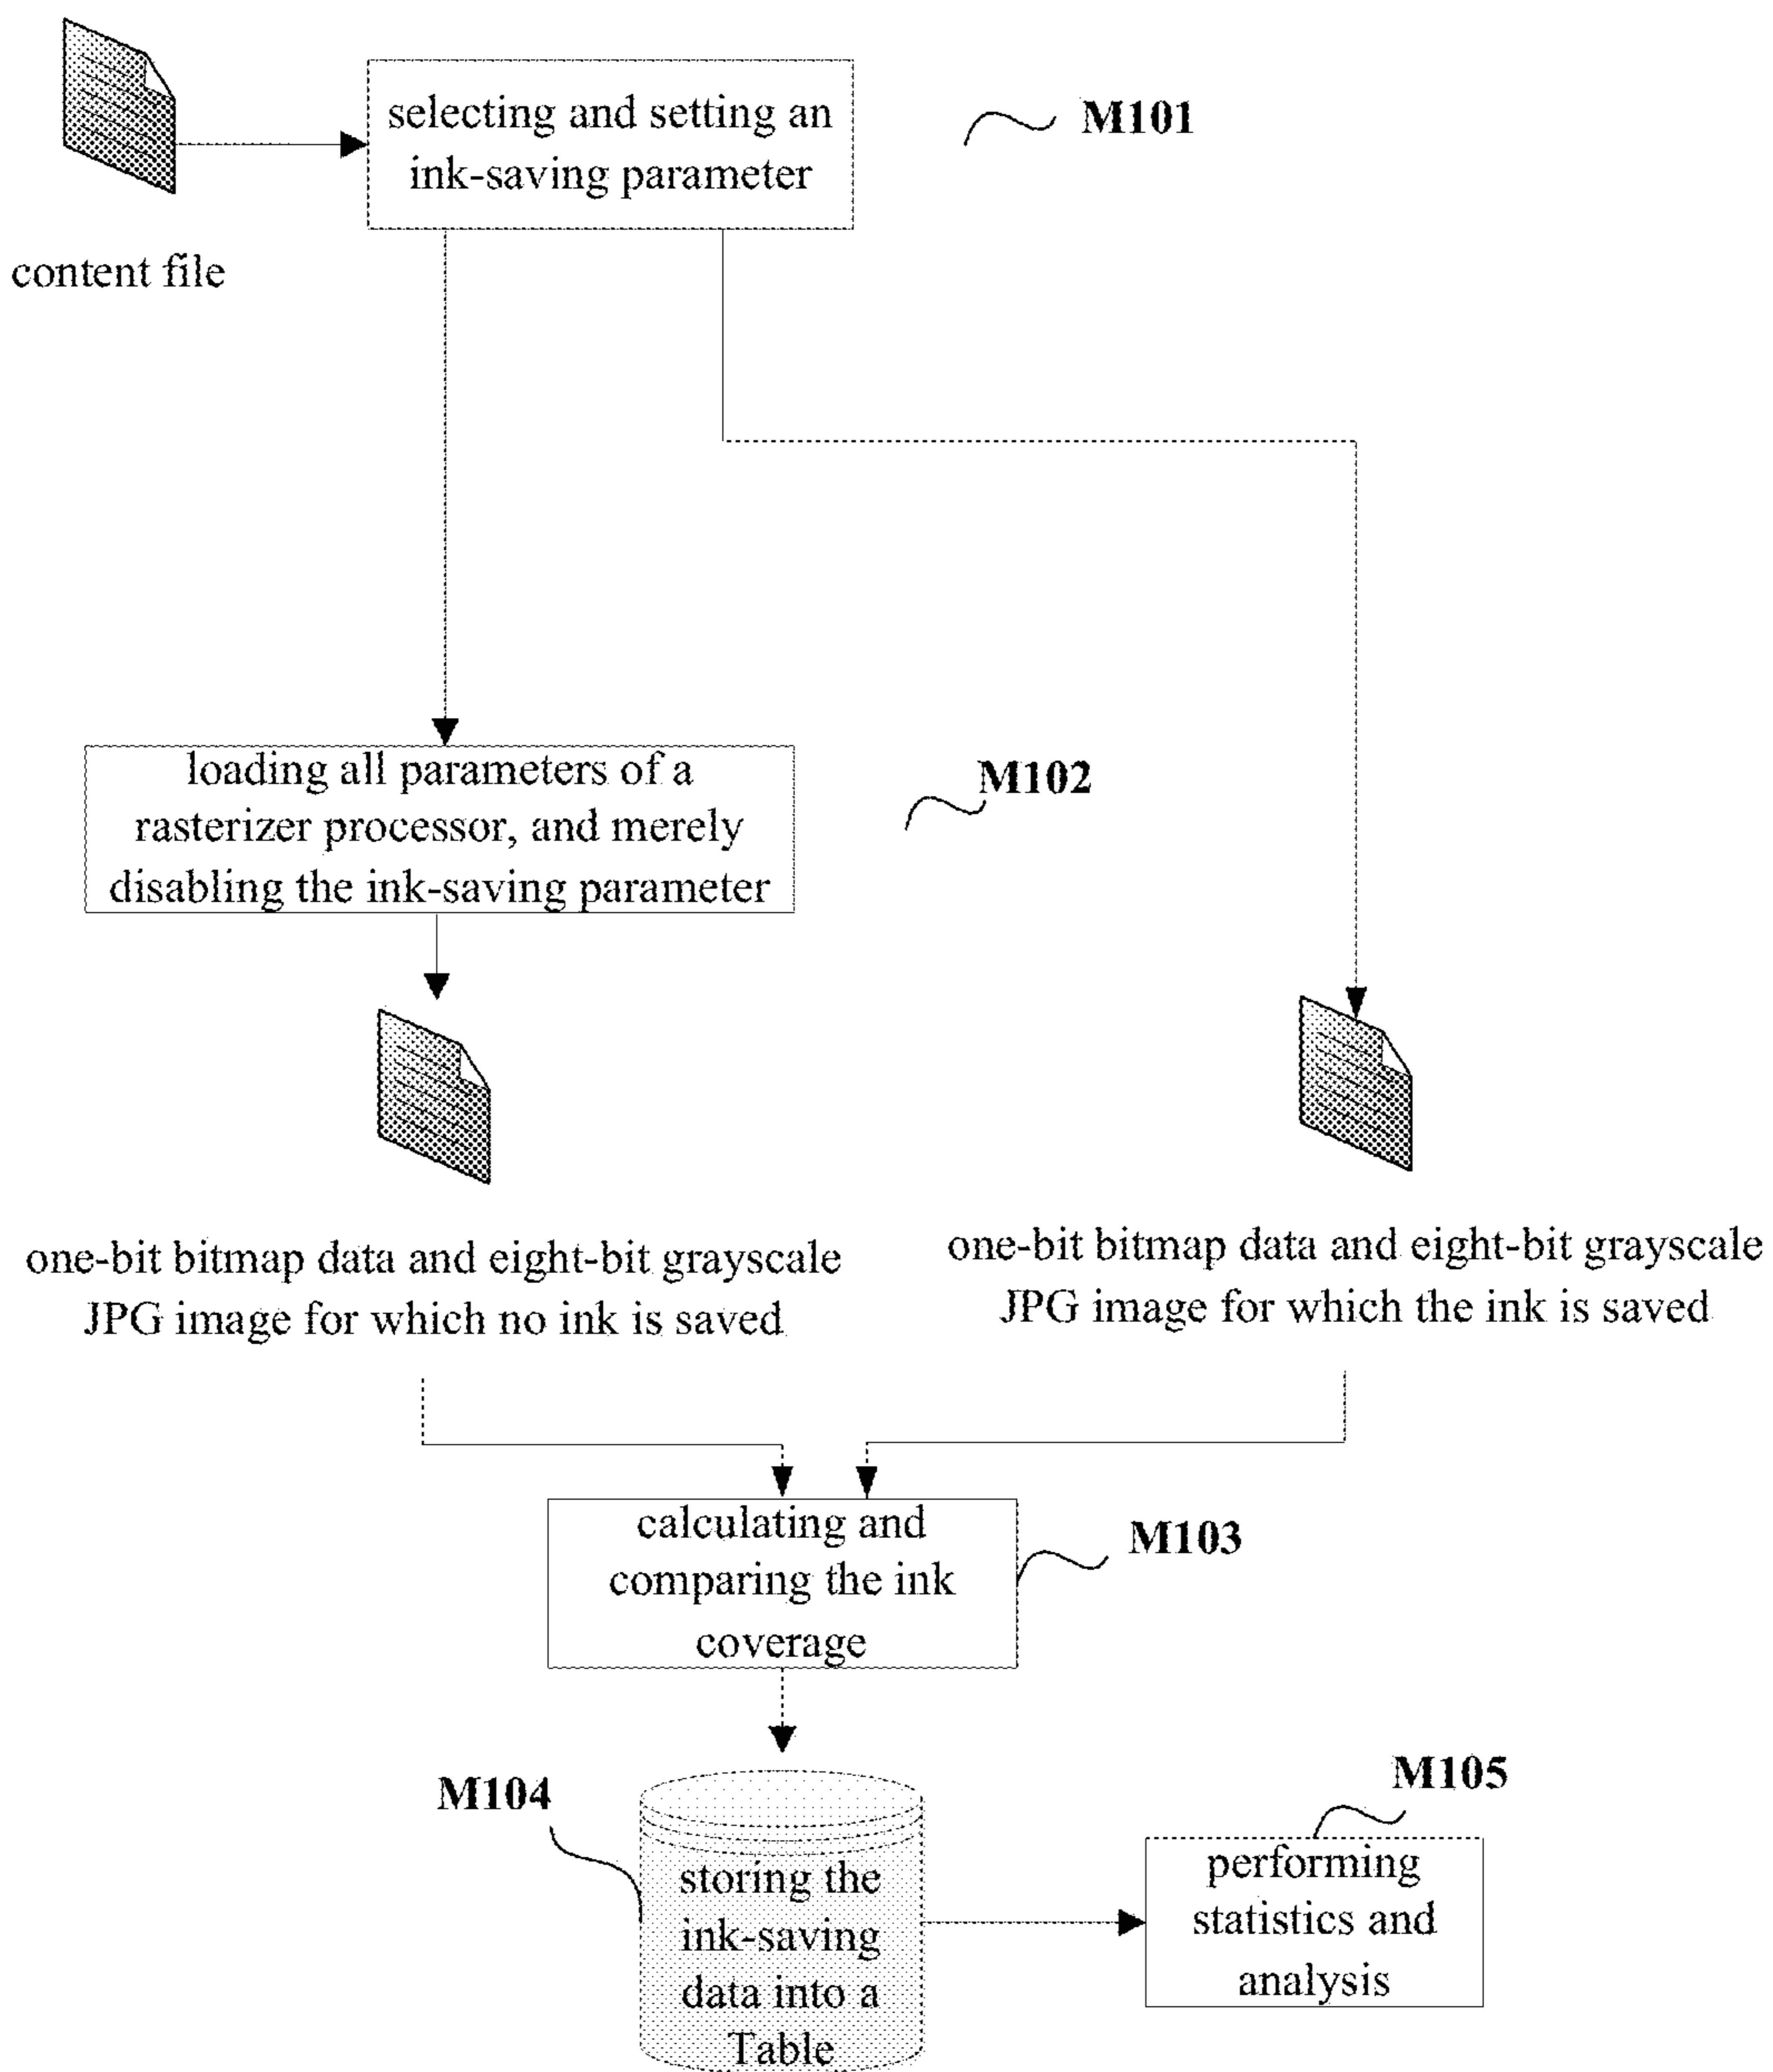 selecting and setting an
ink-saving parameter
M101
content file
loading all parameters of a
rasterizer processor, and merely
disabling the ink-saving parameter
M102
one-bit bitmap data and eight-bit grayscale
JPG image for which no ink is saved
one-bit bitmap data and eight-bit grayscale
JPG image for which the ink is saved
calculating and
comparing the ink
coverage
M103
M104
storing the
ink-saving
data into a
Table
M105
performing
statistics and
analysis